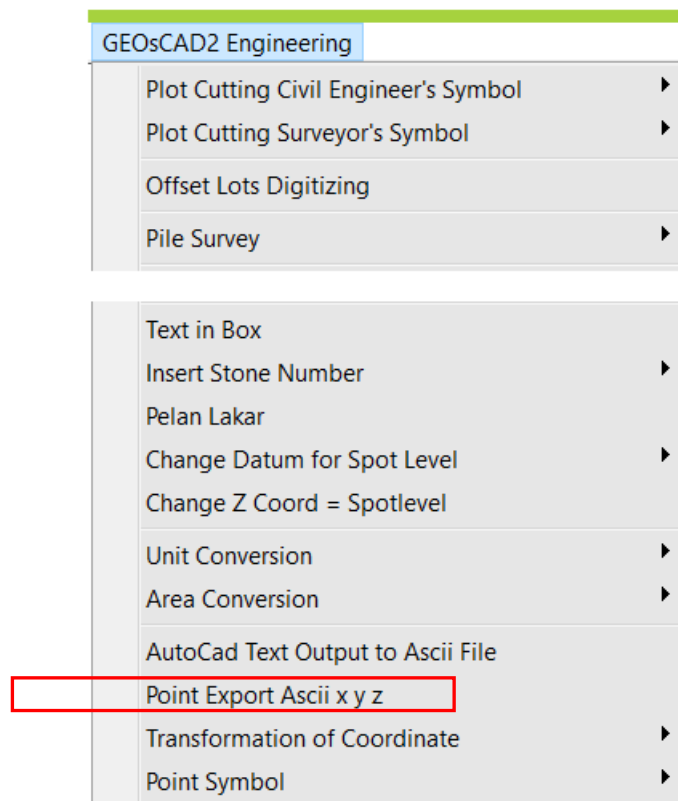 GEOsCAD2 Engineering
Plot Cutting Civil Engineer's Symbol
Plot Cutting Surveyor's Symbol
Offset Lots Digitizing
Pile Survey
Text in Box
Insert Stone Number
Pelan Lakar
Change Datum for Spot Level
Change Z Coord = Spotlevel
Unit Conversion
Area Conversion
AutoCad Text Output to Ascii File
Point Export Ascii x y z
Transformation of Coordinate
Point Symbol